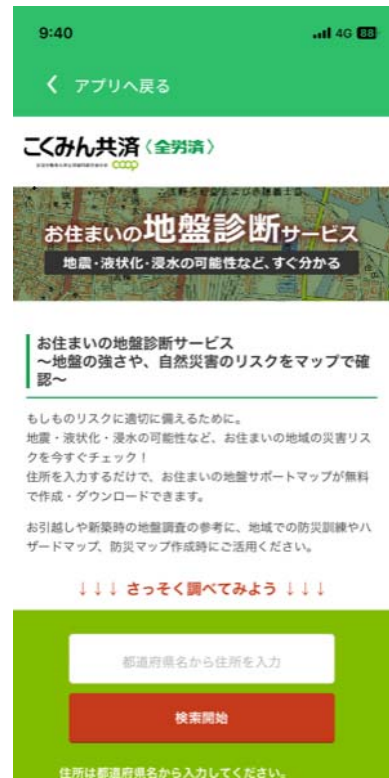 9:40
4G 88
アプリへ戻る
こくみん共済〈全労済〉
coop
お住まいの地盤診断サービス
地震・液状化・浸水の可能性など、すぐ分かる
お住まいの地盤診断サービス
～地盤の強さや、自然災害のリスクをマップで確
認～
もしものリスクに適切に備えるために。
地震・液状化・浸水の可能性など、お住まいの地域の災害リス
クを今すぐチェック！
住所を入力するだけで、お住まいの地盤サポートマップが無料
で作成・ダウンロードできます。
お引越しや新築時の地盤調査の参考に、地域での防災訓練やハ
ザードマップ、防災マップ作成時にご活用ください。
↓↓↓ さっそく調べてみよう ↓↓↓
都道府県名から住所を入力
検索開始
住所は都道府県名から入力してください。